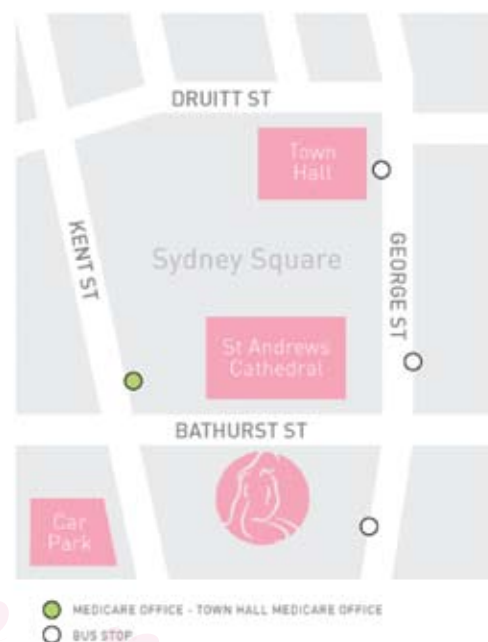 DRUITT ST
Town
Hall
KENT ST
Sydney Square
GEORGE ST
St Andrews
Cathedral
BATHURST ST
Car
Park
MEDICARE OFFICE - TOWN HALL MEDICARE OFFICE
BUS STOP